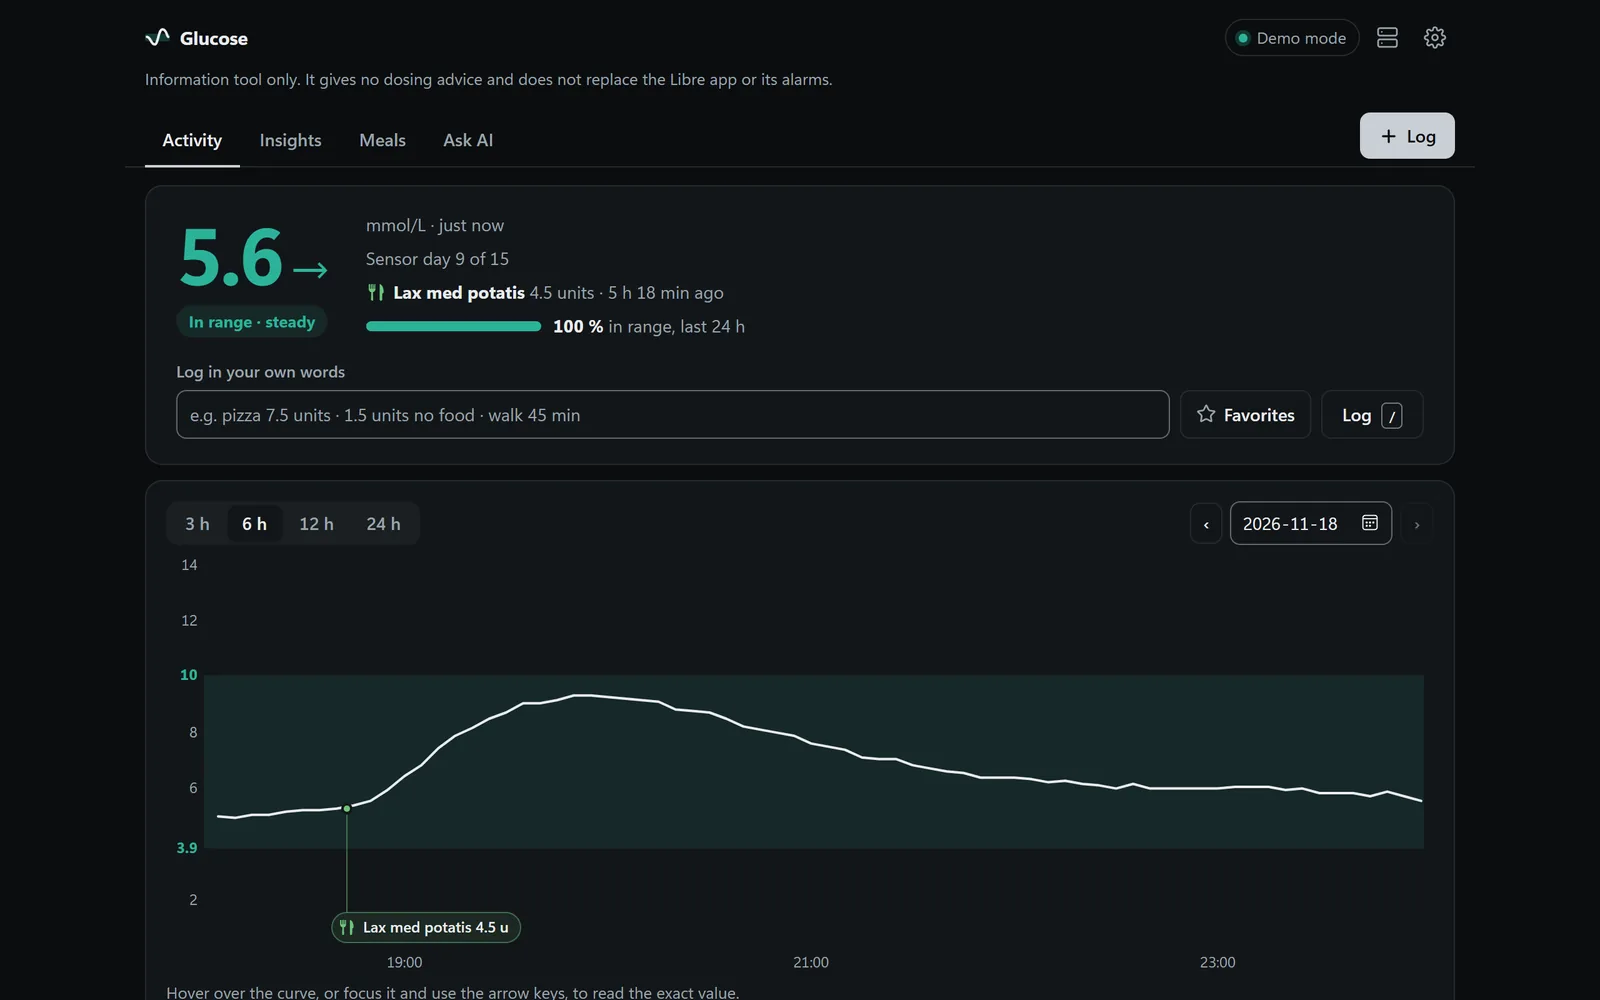 Glucose
Demo mode
Information tool only. It gives no dosing advice and does not replace the Libre app or its alarms.
Activity Insights Meals Ask AI
+ Log
5.6 →
In range · steady
mmol/L · just now
Sensor day 9 of 15
Lax med potatis 4.5 units · 5 h 18 min ago
100 % in range, last 24 h
Log in your own words
e.g. pizza 7.5 units · 1.5 units no food · walk 45 min
Favorites
Log /
3 h 6 h 12 h 24 h
‹ 2026-11-18 ›
14
12
10
8
6
3.9
2
Lax med potatis 4.5 u
19:00 21:00 23:00
Hover over the curve, or focus it and use the arrow keys, to read the exact value.